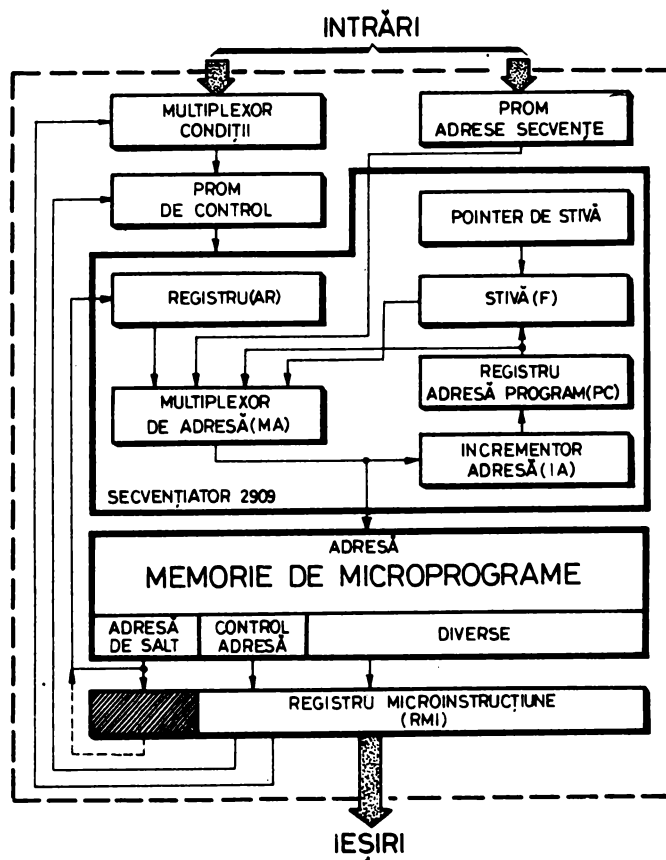 INTRĂRI
MULTIPLEXOR
CONDIȚII
PROM
ADRESE SECVENȚE
PROM
DE CONTROL
POINTER DE STIVĂ
REGISTRU(AR)
STIVĂ(F)
REGISTRU
ADRESĂ PROGRAM(PC)
MULTIPLEXOR
DE ADRESĂ(MA)
INCREMENTOR
ADRESĂ(IA)
SECVENȚIATOR 2909
ADRESĂ
MEMORIE DE MICROPROGRAME
ADRESĂ
DE SALT
CONTROL
ADRESĂ
DIVERSE
REGISTRU MICROINSTRUCȚIUNE
(RMI)
IEȘIRI